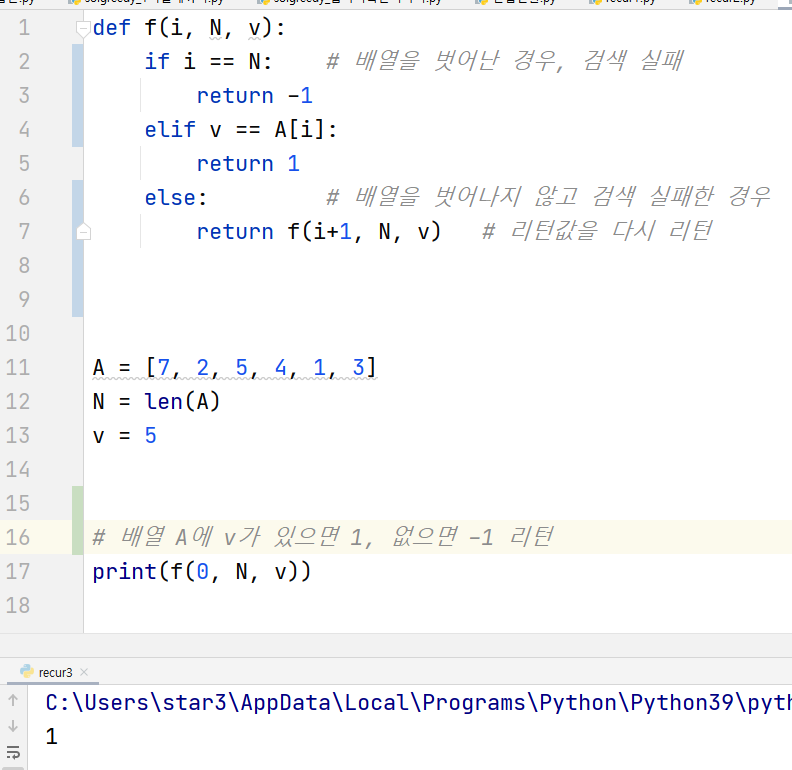 1 def f(i, N, v):
2     if i == N:    # 배열을 벗어난 경우, 검색 실패
3         return -1
4     elif v == A[i]:
5         return 1
6     else:         # 배열을 벗어나지 않고 검색 실패한 경우
7         return f(i+1, N, v)   # 리턴값을 다시 리턴
8
9
10
11 A = [7, 2, 5, 4, 1, 3]
12 N = len(A)
13 v = 5
14
15
16 # 배열 A에 v가 있으면 1, 없으면 -1 리턴
17 print(f(0, N, v))
18
recur3
C:\Users\star3\AppData\Local\Programs\Python\Python39\pyth
1